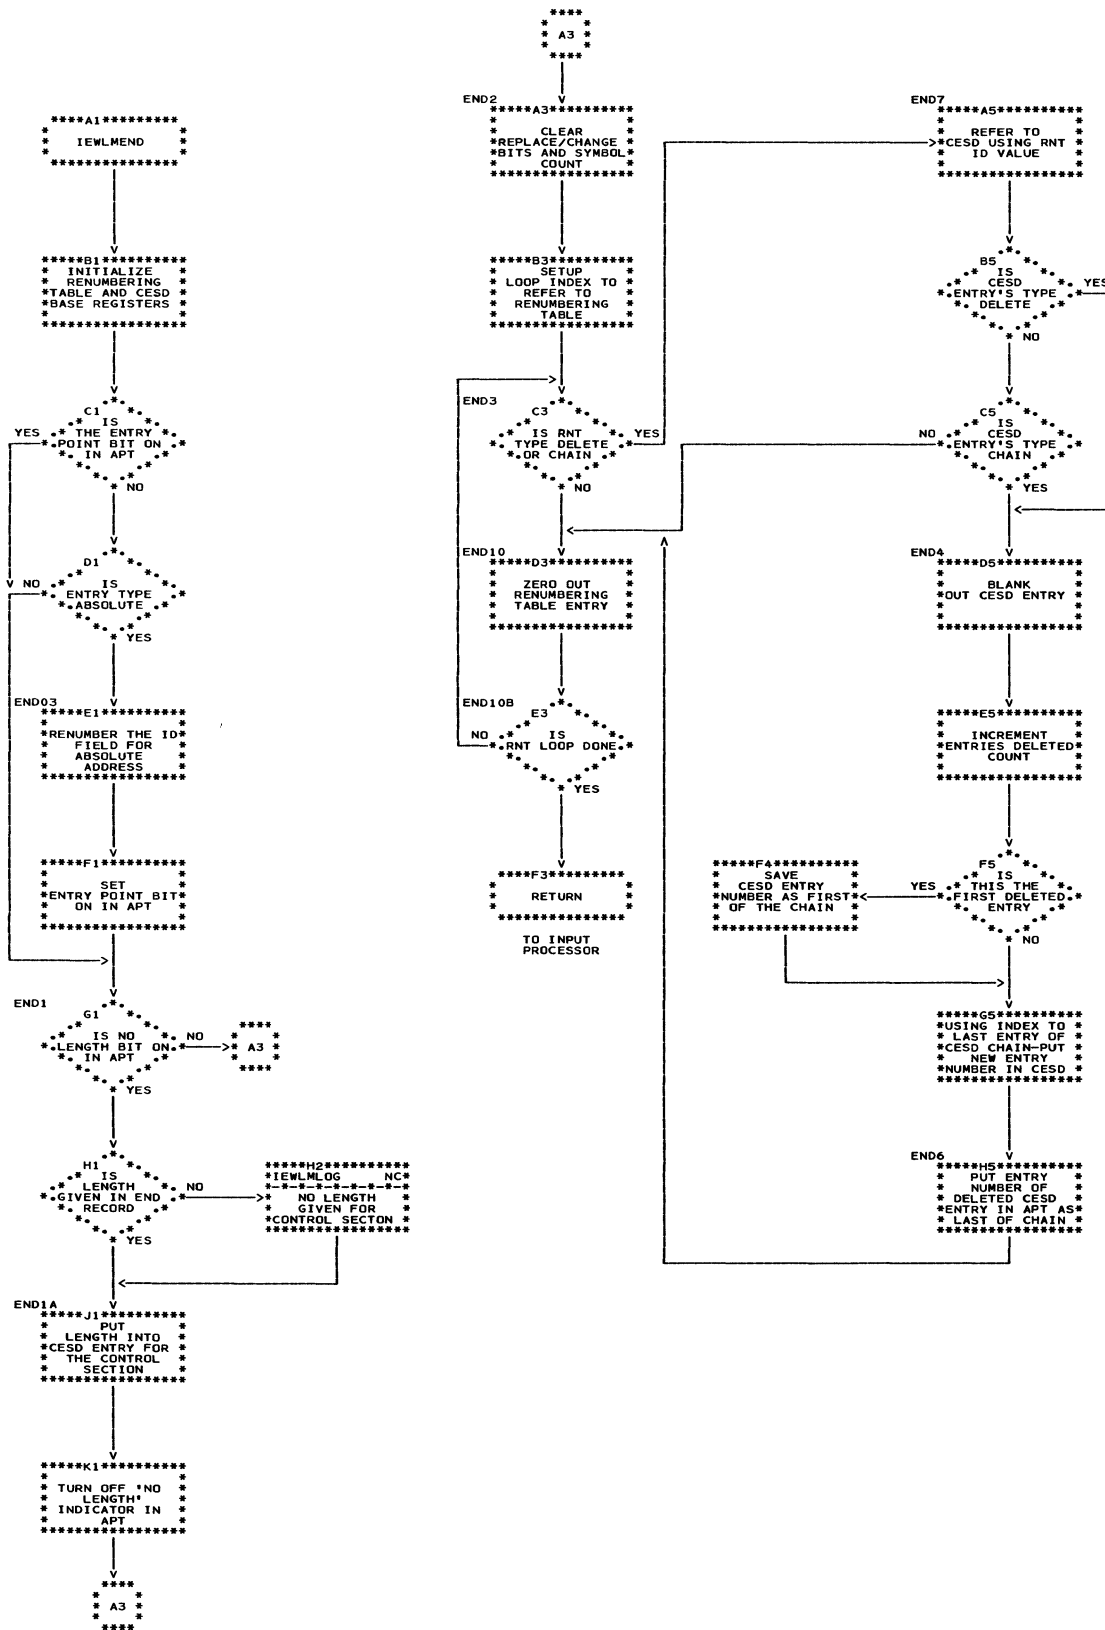 A1
IEWLMEND
B1
INITIALIZE
RENUMBERING
TABLE AND CESD
BASE REGISTERS
C1
IS
THE ENTRY
POINT BIT ON
IN APT
YES
NO
D1
IS
ENTRY TYPE
ABSOLUTE
NO
YES
END03
E1
RENUMBER THE ID
FIELD FOR
ABSOLUTE
ADDRESS
F1
SET
ENTRY POINT BIT
ON IN APT
END1
G1
IS NO
LENGTH BIT ON
IN APT
NO
A3
YES
H1
IS
LENGTH
GIVEN IN END
RECORD
NO
YES
H2
IEWLMLOG NC
NO LENGTH
GIVEN FOR
CONTROL SECTON
END1A
J1
PUT
LENGTH INTO
CESD ENTRY FOR
THE CONTROL
SECTION
K1
TURN OFF 'NO
LENGTH'
INDICATOR IN
APT
A3
A3
END2
A3
CLEAR
REPLACE/CHANGE
BITS AND SYMBOL
COUNT
B3
SETUP
LOOP INDEX TO
REFER TO
RENUMBERING
TABLE
END3
C3
IS RNT
TYPE DELETE
OR CHAIN
YES
NO
END10
D3
ZERO OUT
RENUMBERING
TABLE ENTRY
END10B
E3
IS
RNT LOOP DONE
NO
YES
F3
RETURN
TO INPUT
PROCESSOR
END7
A5
REFER TO
CESD USING RNT
ID VALUE
B5
IS
CESD
ENTRY'S TYPE
DELETE
YES
NO
C5
IS
CESD
ENTRY'S TYPE
CHAIN
NO
YES
END4
D5
BLANK
OUT CESD ENTRY
E5
INCREMENT
ENTRIES DELETED
COUNT
F5
IS
THIS THE
FIRST DELETED
ENTRY
YES
NO
F4
SAVE
CESD ENTRY
NUMBER AS FIRST
OF THE CHAIN
G5
USING INDEX TO
LAST ENTRY OF
CESD CHAIN-PUT
NEW ENTRY
NUMBER IN CESD
END6
H5
PUT ENTRY
NUMBER OF
DELETED CESD
ENTRY IN APT AS
LAST OF CHAIN